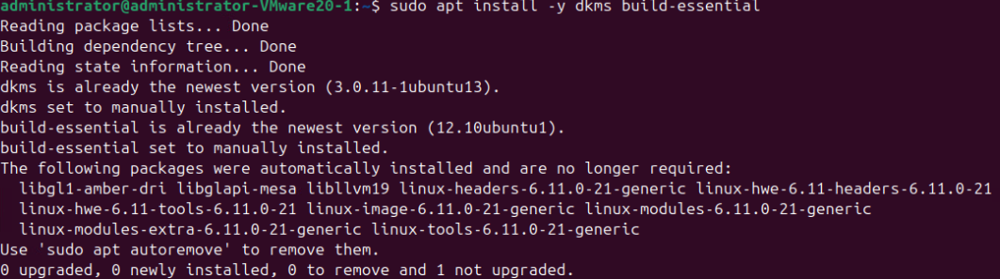 administrator@administrator-VMware20-1:~$ sudo apt install -y dkms build-essential
Reading package lists... Done
Building dependency tree... Done
Reading state information... Done
dkms is already the newest version (3.0.11-1ubuntu13).
dkms set to manually installed.
build-essential is already the newest version (12.10ubuntu1).
build-essential set to manually installed.
The following packages were automatically installed and are no longer required:
  libgl1-amber-dri libglapi-mesa libllvm19 linux-headers-6.11.0-21-generic linux-hwe-6.11-headers-6.11.0-21
  linux-hwe-6.11-tools-6.11.0-21 linux-image-6.11.0-21-generic linux-modules-6.11.0-21-generic
  linux-modules-extra-6.11.0-21-generic linux-tools-6.11.0-21-generic
Use 'sudo apt autoremove' to remove them.
0 upgraded, 0 newly installed, 0 to remove and 1 not upgraded.